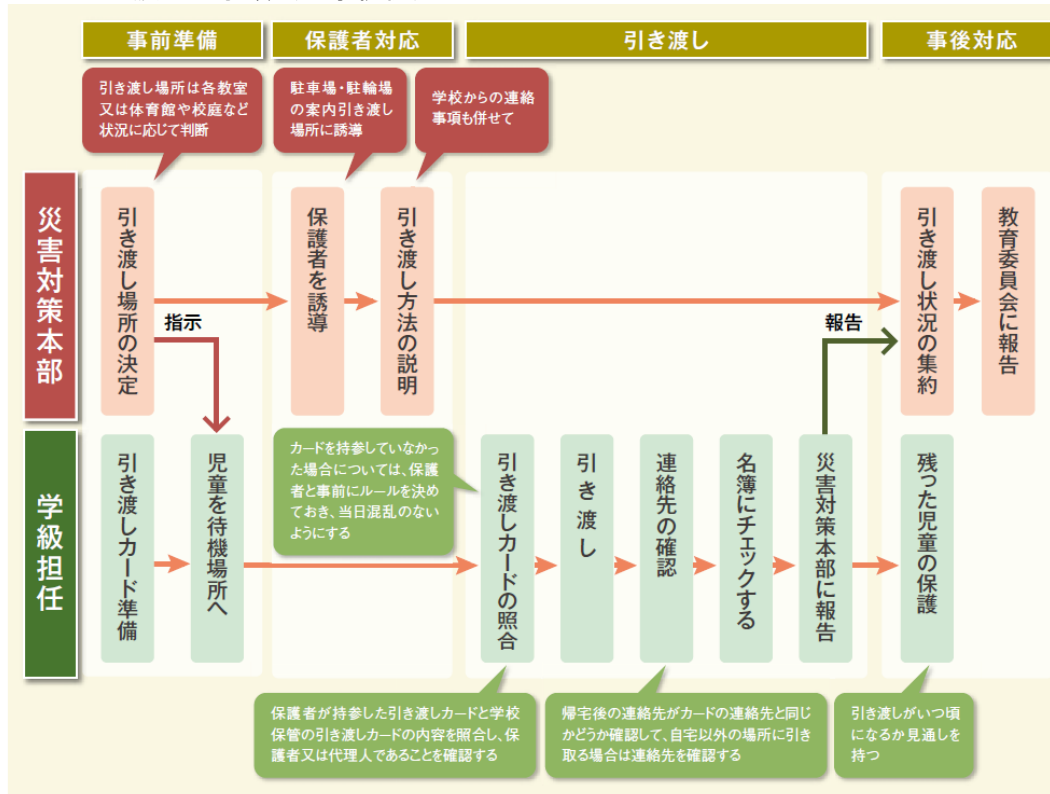 事前準備
保護者対応
引き渡し
事後対応
引き渡し場所は各教室
又は体育館や校庭など
状況に応じて判断
駐車場・駐輪場
の案内引き渡し
場所に誘導
学校からの連絡
事項も併せて
災害対策本部
引き渡し場所の決定
保護者を誘導
引き渡し方法の説明
引き渡し状況の集約
教育委員会に報告
指示
報告
学級担任
引き渡しカード準備
児童を待機場所へ
カードを持参していなかっ
た場合については、保護
者と事前にルールを決め
ておき、当日混乱のない
ようにする
引き渡しカードの照合
引き渡し
連絡先の確認
名簿にチェックする
災害対策本部に報告
残った児童の保護
保護者が持参した引き渡しカードと学校
保管の引き渡しカードの内容を照合し、保
護者又は代理人であることを確認する
帰宅後の連絡先がカードの連絡先と同じ
かどうか確認して、自宅以外の場所に引き
取る場合は連絡先を確認する
引き渡しがいつ頃
になるか見通しを
持つ